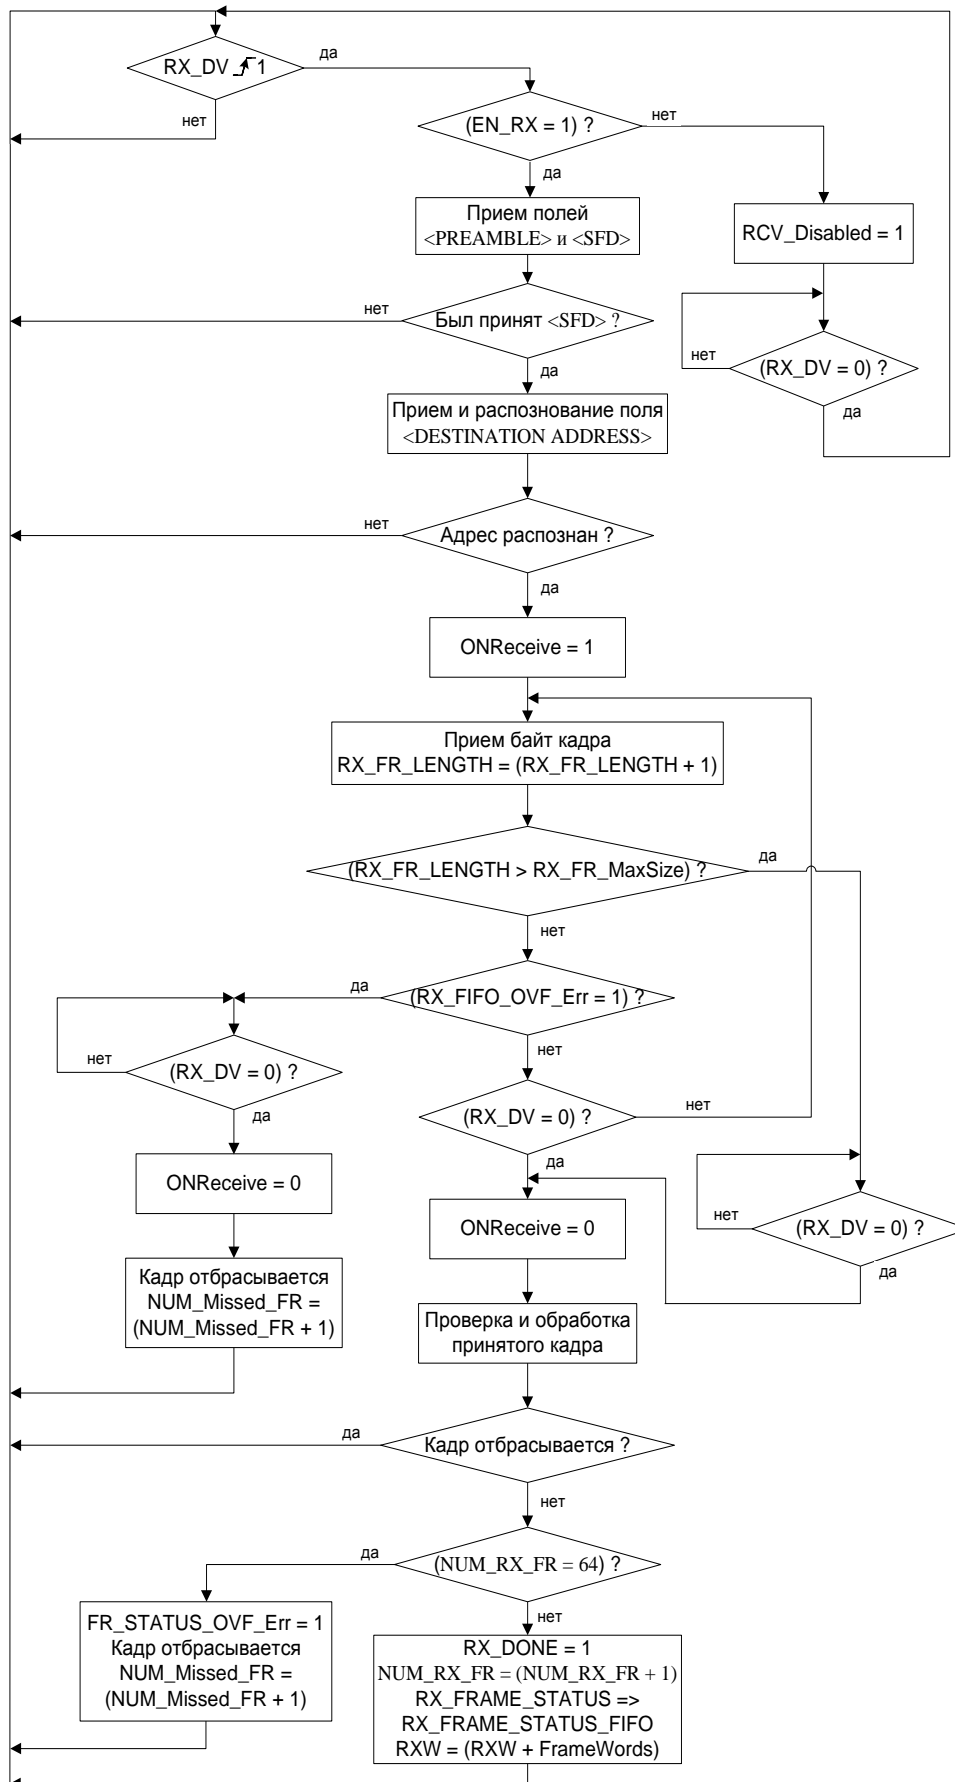 RX_DV 1
да
нет
(EN_RX = 1) ?
нет
да
Прием полей
<PREAMBLE> и <SFD>
RCV_Disabled = 1
нет
Был принят <SFD> ?
да
нет
(RX_DV = 0) ?
да
Прием и распознование поля
<DESTINATION ADDRESS>
нет
Адрес распознан ?
да
ONReceive = 1
Прием байт кадра
RX_FR_LENGTH = (RX_FR_LENGTH + 1)
(RX_FR_LENGTH > RX_FR_MaxSize) ?
да
нет
да
(RX_FIFO_OVF_Err = 1) ?
нет
нет
(RX_DV = 0) ?
да
(RX_DV = 0) ?
нет
да
ONReceive = 0
ONReceive = 0
нет
(RX_DV = 0) ?
да
Кадр отбрасывается
NUM_Missed_FR =
(NUM_Missed_FR + 1)
Проверка и обработка
принятого кадра
да
Кадр отбрасывается ?
нет
да
(NUM_RX_FR = 64) ?
нет
FR_STATUS_OVF_Err = 1
Кадр отбрасывается
NUM_Missed_FR =
(NUM_Missed_FR + 1)
RX_DONE = 1
NUM_RX_FR = (NUM_RX_FR + 1)
RX_FRAME_STATUS =>
RX_FRAME_STATUS_FIFO
RXW = (RXW + FrameWords)